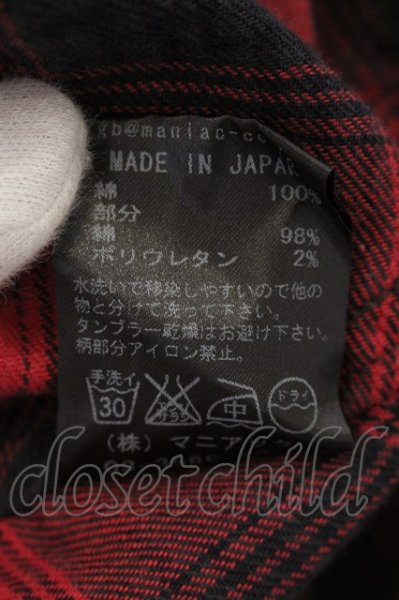 gb@maniac-co
MADE IN JAPAN
綿 100%
部分
綿 98%
ポリウレタン 2%
水洗いで移染しやすいので他の
物と分けて洗って下さい。
タンブラー乾燥はお避け下さい。
柄部分アイロン禁止。
手洗イ
30 中 ドライ
(株) マニア
closetchild